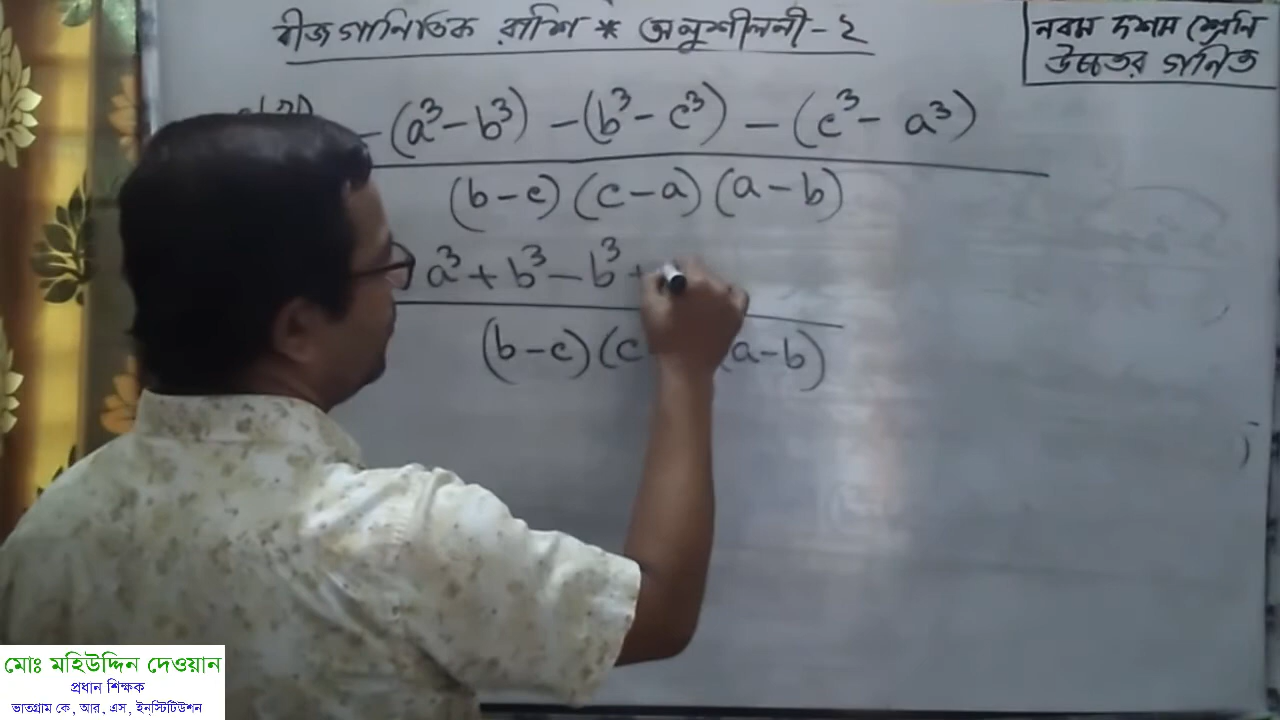 বীজগাণিতিক রাশি * অনুশীলনী-২
নবম দশম শ্রেনি
উচ্চতর গনিত
-(a³-b³) -(b³-c³) -(c³-a³)
(b-c)(c-a)(a-b)
a³+b³-b³+
(b-c)(c a-b)
মোঃ মহিউদ্দিন দেওয়ান
প্রধান শিক্ষক
ভাতগ্রাম কে, আর, এস, ইনস্টিটিউশন